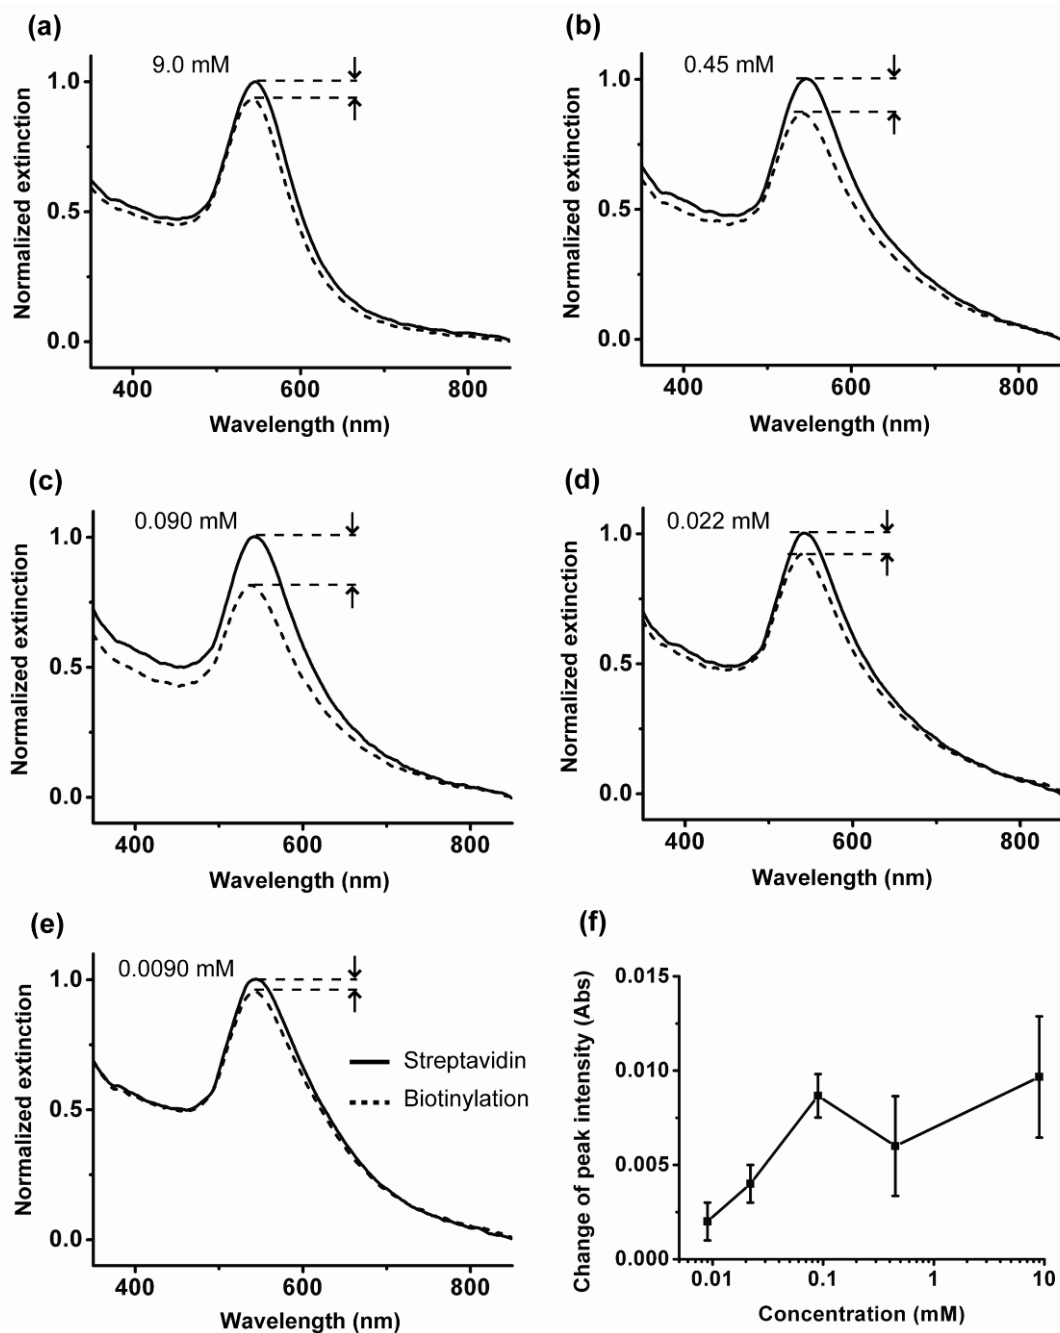 (a)
9.0 mM
1.0
0.5
0.0
Normalized extinction
400 600 800
Wavelength (nm)
(b)
0.45 mM
1.0
0.5
0.0
Normalized extinction
400 600 800
Wavelength (nm)
(c)
0.090 mM
1.0
0.5
0.0
Normalized extinction
400 600 800
Wavelength (nm)
(d)
0.022 mM
1.0
0.5
0.0
Normalized extinction
400 600 800
Wavelength (nm)
(e)
0.0090 mM
1.0
0.5
0.0
Normalized extinction
Streptavidin
Biotinylation
400 600 800
Wavelength (nm)
(f)
0.015
0.010
0.005
0.000
Change of peak intensity (Abs)
0.01 0.1 1 10
Concentration (mM)